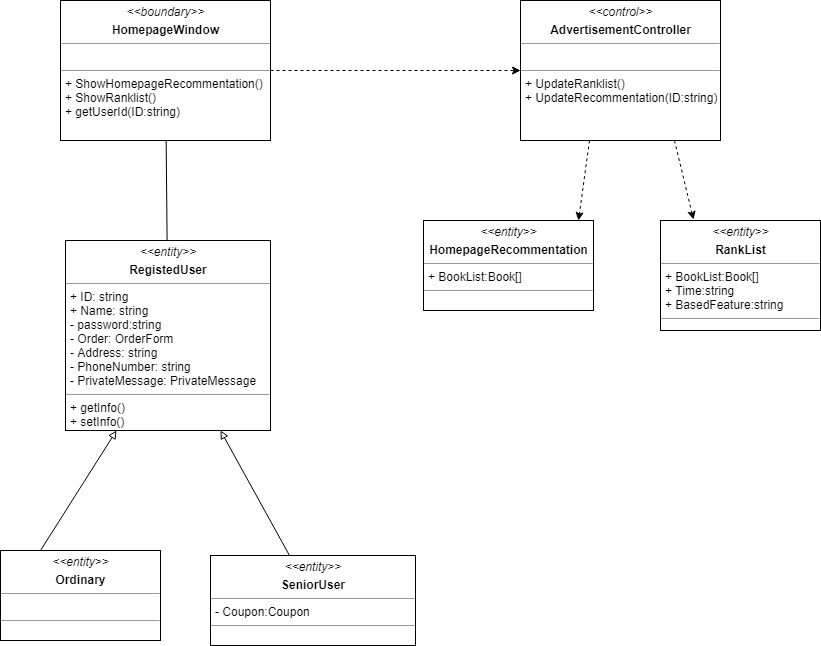 <<boundary>>
HomepageWindow
+ ShowHomepageRecommentation()
+ ShowRanklist()
+ getUserId(ID:string)
<<control>>
AdvertisementController
+ UpdateRanklist()
+ UpdateRecommentation(ID:string)
<<entity>>
RegistedUser
+ ID: string
+ Name: string
- password:string
- Order: OrderForm
- Address: string
- PhoneNumber: string
- PrivateMessage: PrivateMessage
+ getInfo()
+ setInfo()
<<entity>>
HomepageRecommentation
+ BookList:Book[]
<<entity>>
RankList
+ BookList:Book[]
+ Time:string
+ BasedFeature:string
<<entity>>
Ordinary
<<entity>>
SeniorUser
- Coupon:Coupon